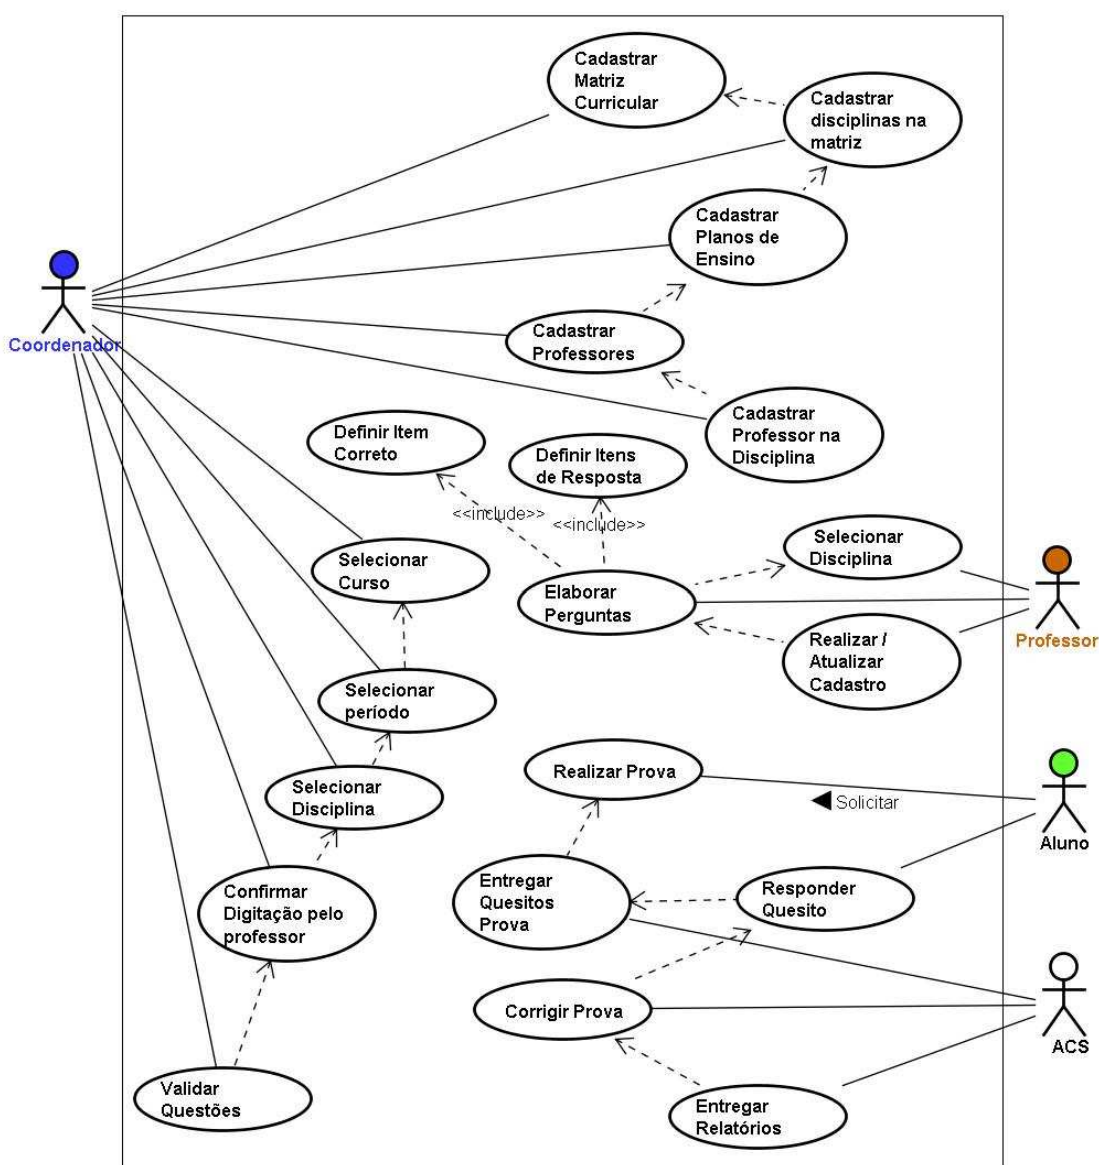 Cadastrar
Matriz
Curricular
Cadastrar
disciplinas na
matriz
Cadastrar
Planos de
Ensino
Coordenador
Cadastrar
Professores
Cadastrar
Professor na
Disciplina
Definir Item
Correto
Definir Itens
de Resposta
<<include>>
<<include>>
Selecionar
Disciplina
Selecionar
Curso
Elaborar
Perguntas
Professor
Realizar /
Atualizar
Cadastro
Selecionar
período
Realizar Prova
Selecionar
Disciplina
Solicitar
Aluno
Confirmar
Digitação pelo
professor
Entregar
Quesitos
Prova
Responder
Quesito
Corrigir Prova
ACS
Validar
Questões
Entregar
Relatórios